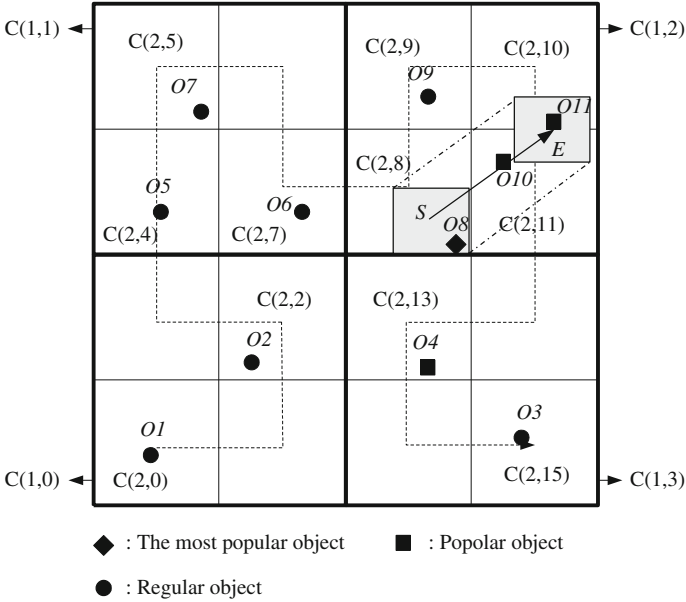 C(1,1)
C(1,2)
C(2,5)
C(2,9)
C(2,10)
O7
O9
O11
E
C(2,8)
O10
O5
O6
S
O8
C(2,4)
C(2,7)
C(2,11)
C(2,2)
C(2,13)
O2
O4
O1
O3
C(2,0)
C(2,15)
C(1,0)
C(1,3)
: The most popular object
: Popolar object
: Regular object